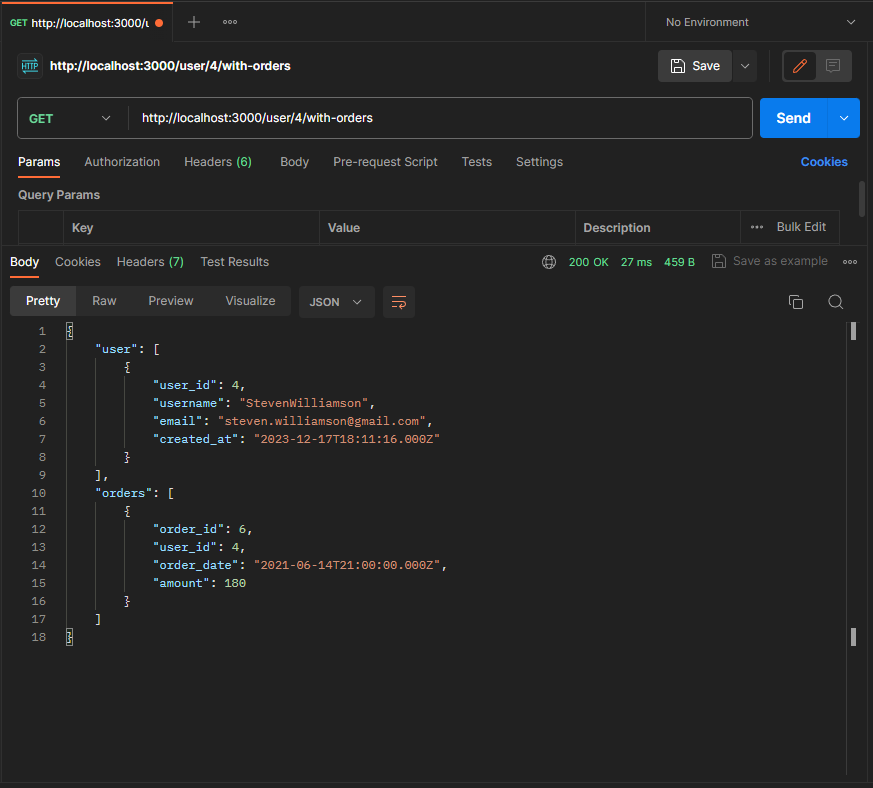 GET http://localhost:3000/u
No Environment
HTTP http://localhost:3000/user/4/with-orders
Save
GET http://localhost:3000/user/4/with-orders
Send
Params Authorization Headers (6) Body Pre-request Script Tests Settings Cookies
Query Params
Key Value Description Bulk Edit
Body Cookies Headers (7) Test Results 200 OK 27 ms 459 B Save as example
Pretty Raw Preview Visualize JSON
1 {
2 "user": [
3 {
4 "user_id": 4,
5 "username": "StevenWilliamson",
6 "email": "steven.williamson@gmail.com",
7 "created_at": "2023-12-17T18:11:16.000Z"
8 }
9 ],
10 "orders": [
11 {
12 "order_id": 6,
13 "user_id": 4,
14 "order_date": "2021-06-14T21:00:00.000Z",
15 "amount": 180
16 }
17 ]
18 }